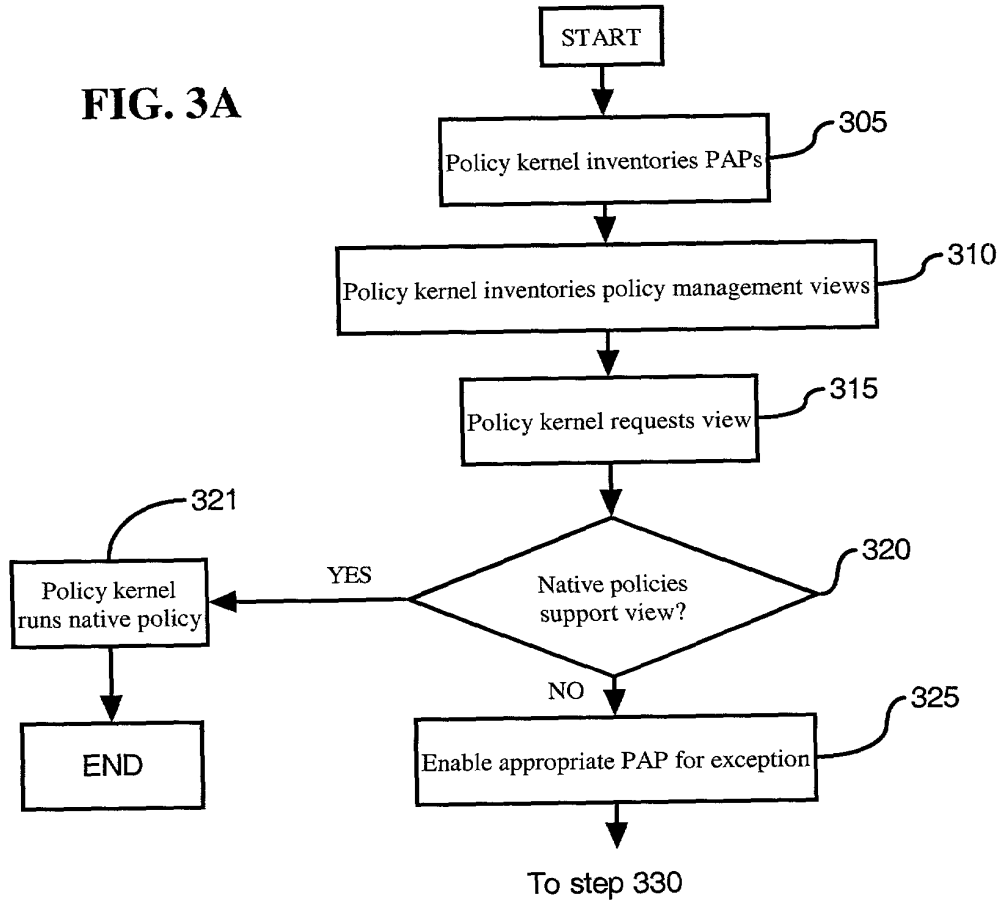 START
FIG. 3A
305
Policy kernel inventories PAPs
310
Policy kernel inventories policy management views
315
Policy kernel requests view
321
320
YES
Native policies
support view?
Policy kernel
runs native policy
NO
325
END
Enable appropriate PAP for exception
To step 330